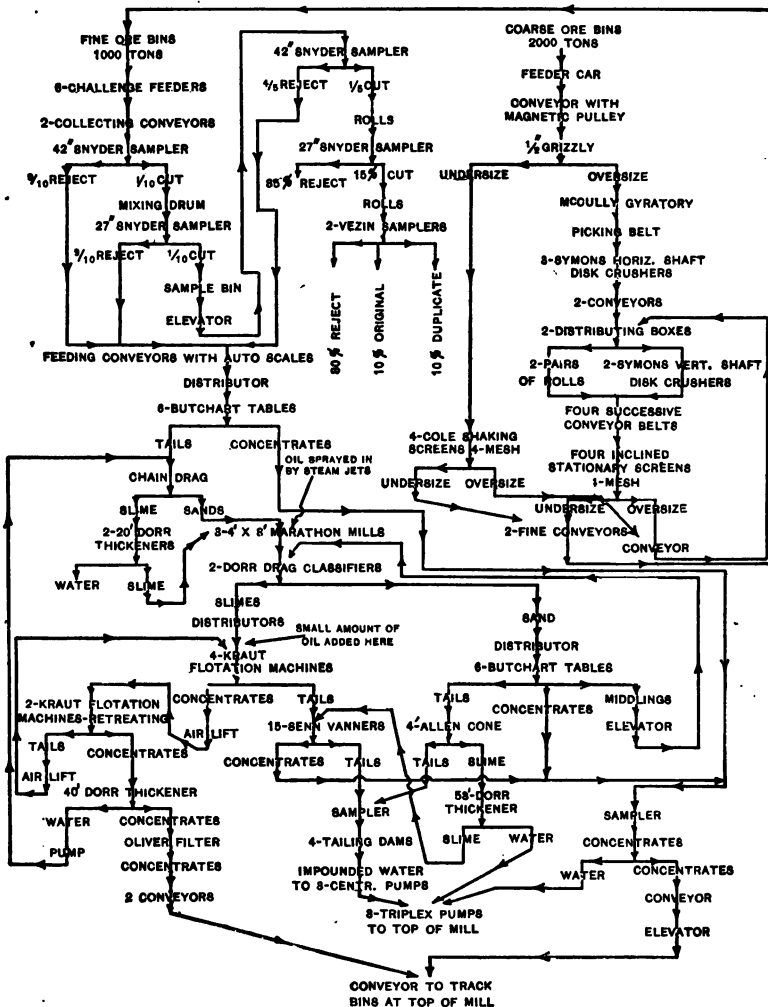 FINE ORE BINS
1000 TONS
6-CHALLENGE FEEDERS
2-COLLECTING CONVEYORS
42" SNYDER SAMPLER
9/10 REJECT
1/10 CUT
MIXING DRUM
27" SNYDER SAMPLER
9/10 REJECT
1/10 CUT
SAMPLE BIN
ELEVATOR
42" SNYDER SAMPLER
4/5 REJECT
1/5 CUT
ROLLS
27" SNYDER SAMPLER
85% REJECT
15% CUT
ROLLS
2-VEZIN SAMPLERS
80% REJECT
10% ORIGINAL
10% DUPLICATE
COARSE ORE BINS
2000 TONS
FEEDER CAR
CONVEYOR WITH
MAGNETIC PULLEY
1/2" GRIZZLY
UNDERSIZE
OVERSIZE
MCCULLY GYRATORY
PICKING BELT
3-SYMONS HORIZ. SHAFT
DISK CRUSHERS
2-CONVEYORS
2-DISTRIBUTING BOXES
2-PAIRS
OF ROLLS
2-SYMONS VERT. SHAFT
DISK CRUSHERS
FOUR SUCCESSIVE
CONVEYOR BELTS
FOUR INCLINED
STATIONARY SCREENS
-MESH
UNDERSIZE
OVERSIZE
4-COLE SHAKING
SCREENS 4-MESH
UNDERSIZE
OVERSIZE
2-FINE CONVEYORS
CONVEYOR
FEEDING CONVEYORS WITH AUTO SCALES
DISTRIBUTOR
6-BUTCHART TABLES
TAILS
CONCENTRATES
OIL SPRAYED IN
BY STEAM JETS
CHAIN DRAG
SLIME
SANDS
2-20' DORR
THICKENERS
3-4' X 8' MARATHON MILLS
2-DORR DRAG CLASSIFIERS
WATER
SLIME
SLIMES
DISTRIBUTORS
SMALL AMOUNT OF
OIL ADDED HERE
4-KRAUT
FLOTATION MACHINES
SAND
DISTRIBUTOR
6-BUTCHART TABLES
CONCENTRATES
TAILS
2-KRAUT FLOTATION
MACHINES-RETREATING
AIR LIFT
15-SENN VANNERS
TAILS
CONCENTRATES
MIDDLINGS
ELEVATOR
4' ALLEN CONE
TAILS
CONCENTRATES
AIR LIFT
CONCENTRATES
TAILS
TAILS
SLIME
40' DORR THICKENER
WATER
PUMP
CONCENTRATES
OLIVER FILTER
CONCENTRATES
2 CONVEYORS
SAMPLER
4-TAILING DAMS
IMPOUNDED WATER
TO 3-CENTR. PUMPS
53'-DORR
THICKENER
SLIME
WATER
SAMPLER
CONCENTRATES
WATER
CONCENTRATES
CONVEYOR
ELEVATOR
3-TRIPLEX PUMPS
TO TOP OF MILL
CONVEYOR TO TRACK
BINS AT TOP OF MILL